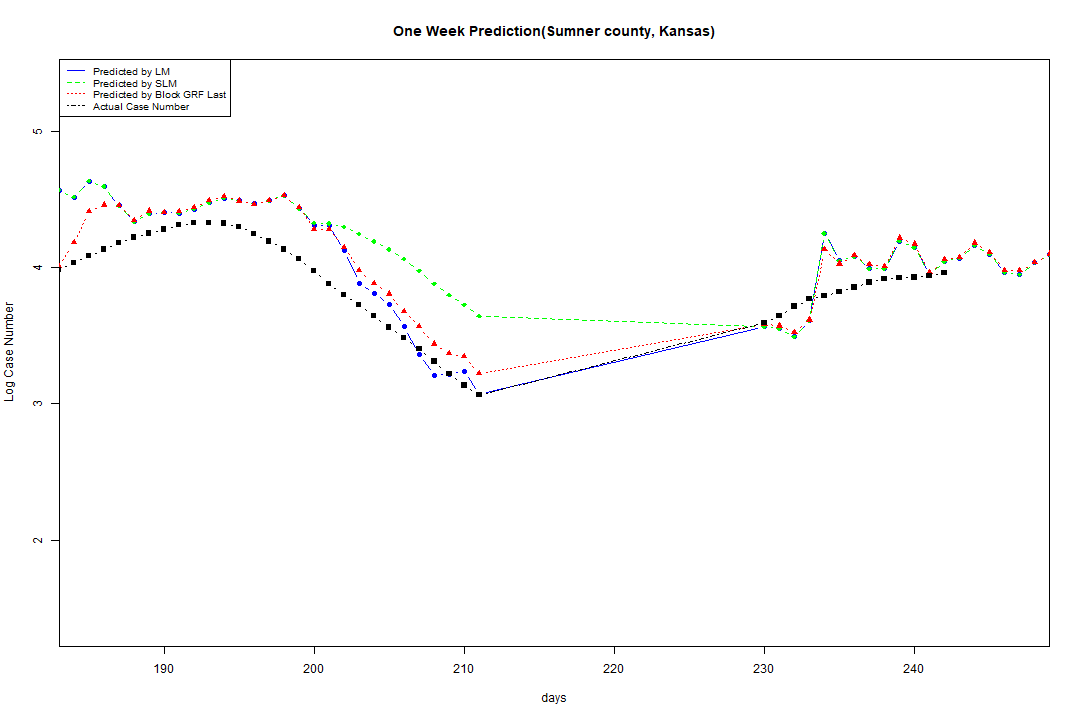 One Week Prediction(Sumner county, Kansas)
Predicted by LM
Predicted by SLM
Predicted by Block GRF Last
Actual Case Number
5
4
3
2
Log Case Number
190 200 210 220 230 240
days